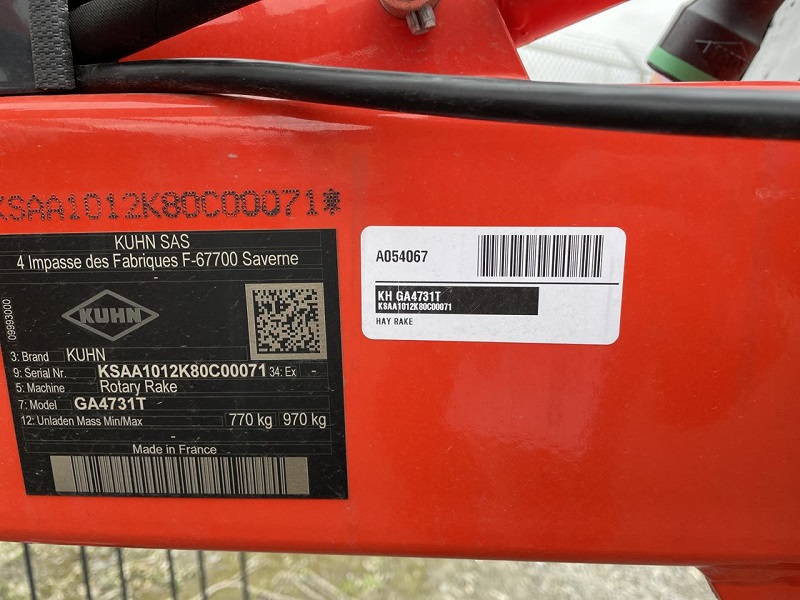 KSAA1012K80C00071*
KUHN SAS
4 Impasse des Fabriques F-67700 Saverne
-
09993000
KUHN
3: Brand KUHN
9: Serial Nr. KSAA1012K80C00071 34: Ex -
5: Machine Rotary Rake
7: Model GA4731T
12: Unladen Mass Min/Max 770 kg 970 kg
-
Made in France
A054067
KH GA4731T
KSAA1012K80C00071
HAY RAKE